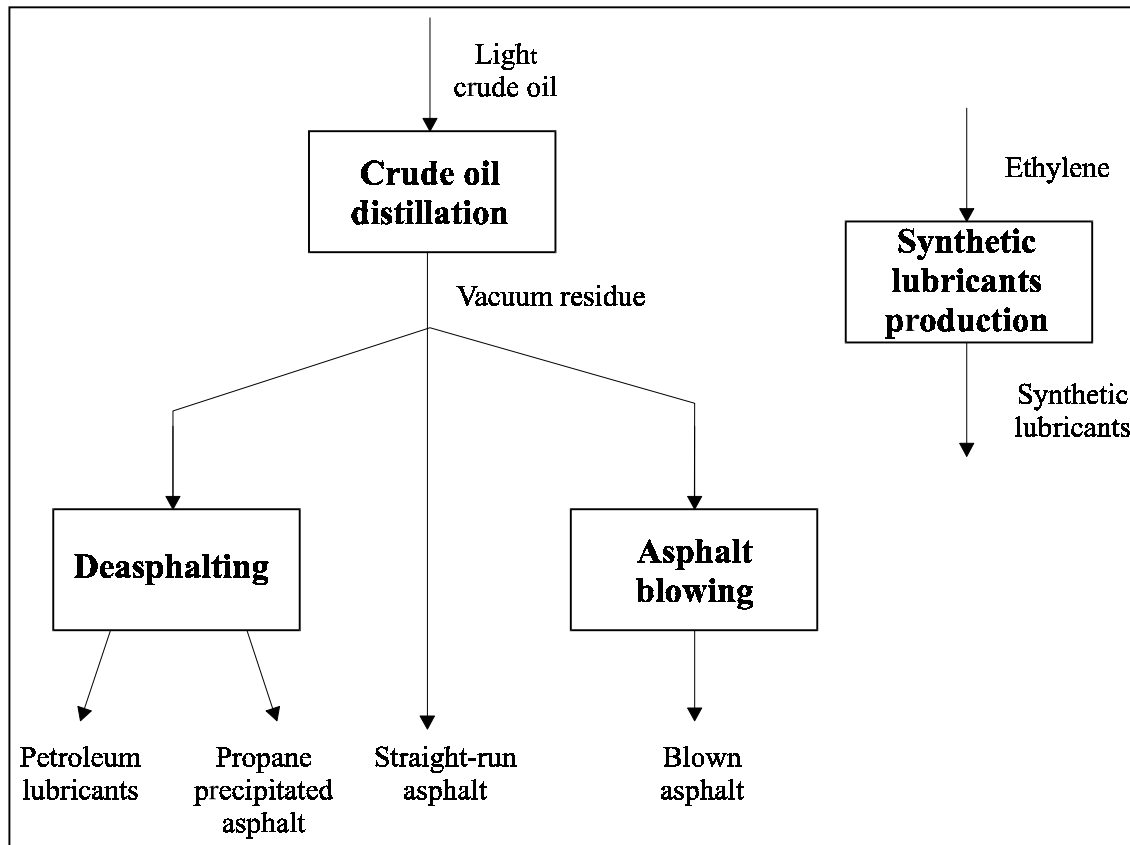 Light
crude oil
Crude oil
distillation
Ethylene
Synthetic
lubricants
production
Vacuum residue
Synthetic
lubricants
Deasphalting
Asphalt
blowing
Petroleum
lubricants
Propane
precipitated
asphalt
Straight-run
asphalt
Blown
asphalt